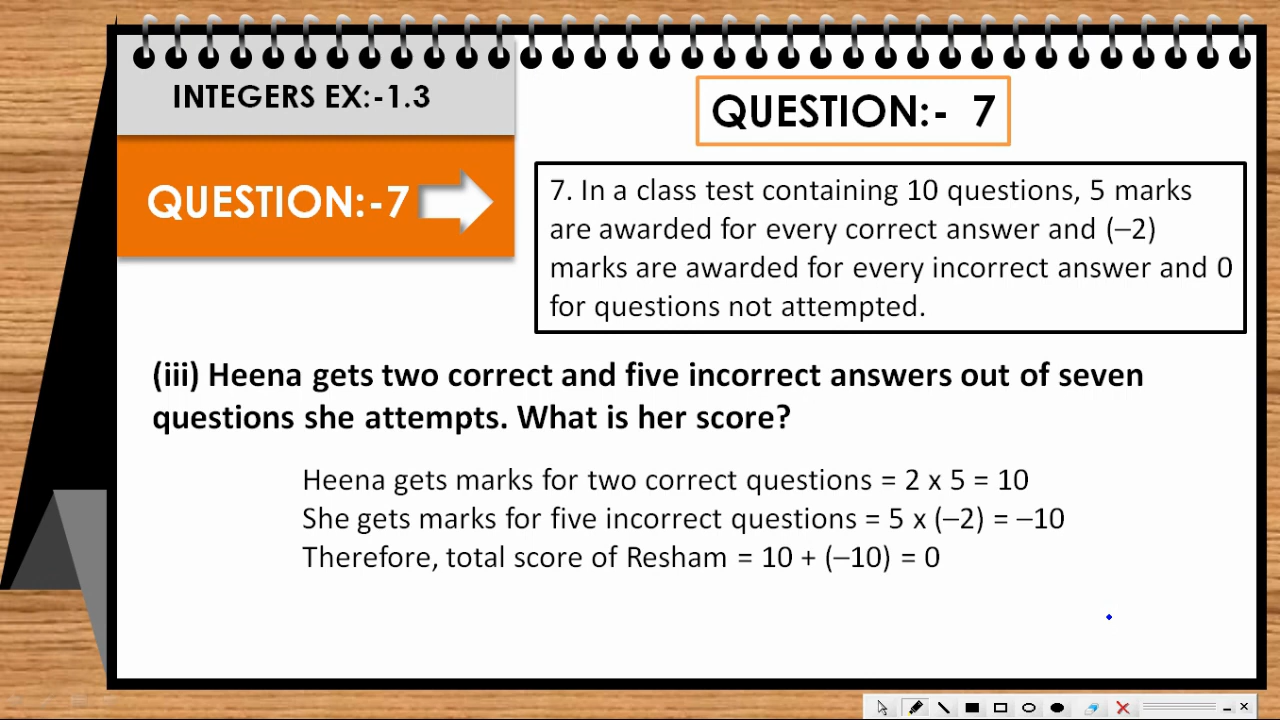 INTEGERS EX:-1.3
QUESTION:-7
QUESTION:- 7
7. In a class test containing 10 questions, 5 marks
are awarded for every correct answer and (–2)
marks are awarded for every incorrect answer and 0
for questions not attempted.
(iii) Heena gets two correct and five incorrect answers out of seven
questions she attempts. What is her score?
Heena gets marks for two correct questions = 2 x 5 = 10
She gets marks for five incorrect questions = 5 x (–2) = –10
Therefore, total score of Resham = 10 + (–10) = 0